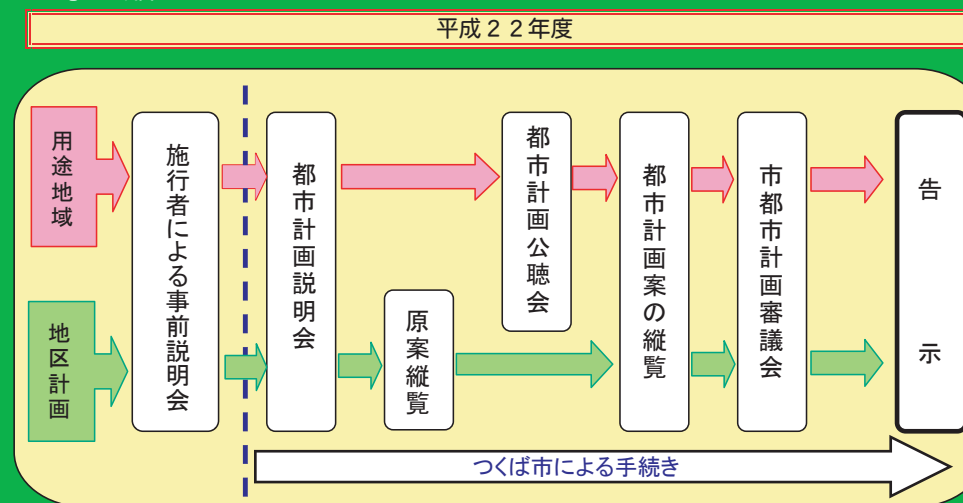 平成２２年度
用途地域
地区計画
施行者による事前説明会
都市計画説明会
原案縦覧
都市計画公聴会
都市計画案の縦覧
市都市計画審議会
告示
つくば市による手続き